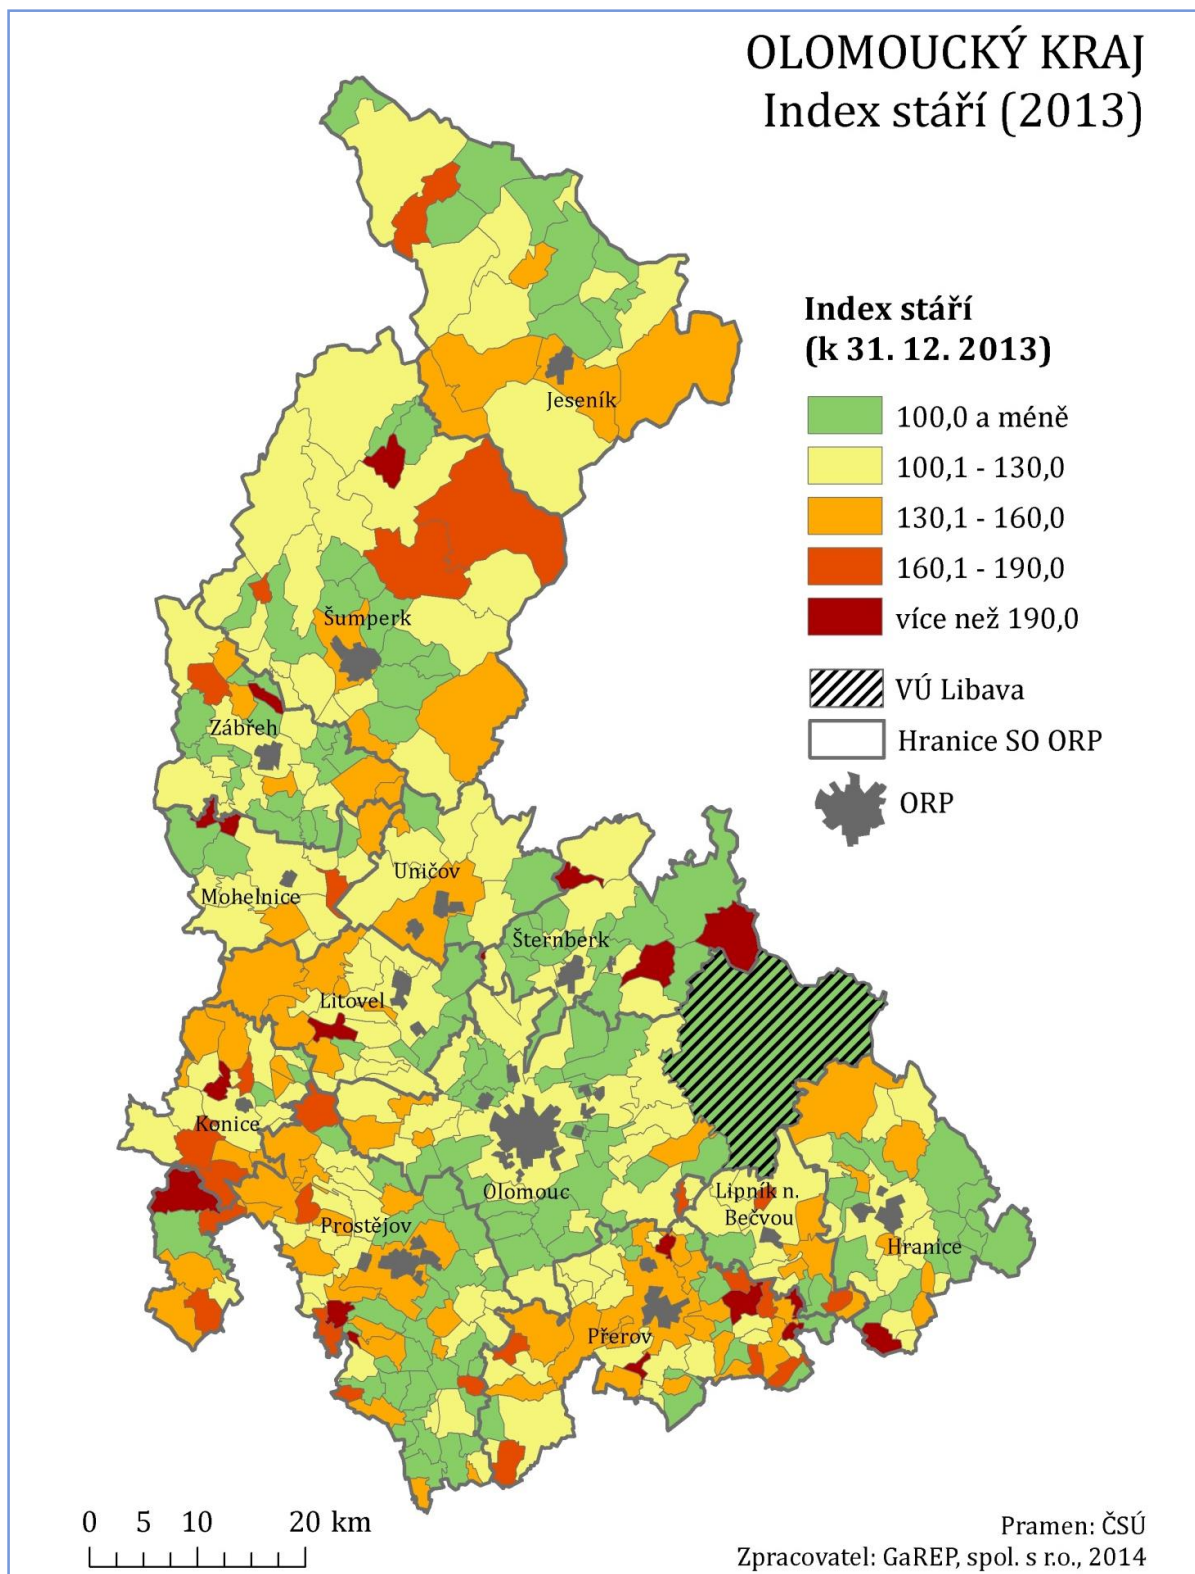 OLOMOUCKÝ KRAJ
Index stáří (2013)
Index stáří
(k 31. 12. 2013)
100,0 a méně
100,1 - 130,0
130,1 - 160,0
160,1 - 190,0
více než 190,0
VÚ Libava
Hranice SO ORP
ORP
Jeseník
Šumperk
Zábřeh
Uničov
Mohelnice
Šternberk
Litovel
Konice
Olomouc
Lipník n.
Bečvou
Prostějov
Hranice
Přerov
0 5 10 20 km
Pramen: ČSÚ
Zpracovatel: GaREP, spol. s r.o., 2014